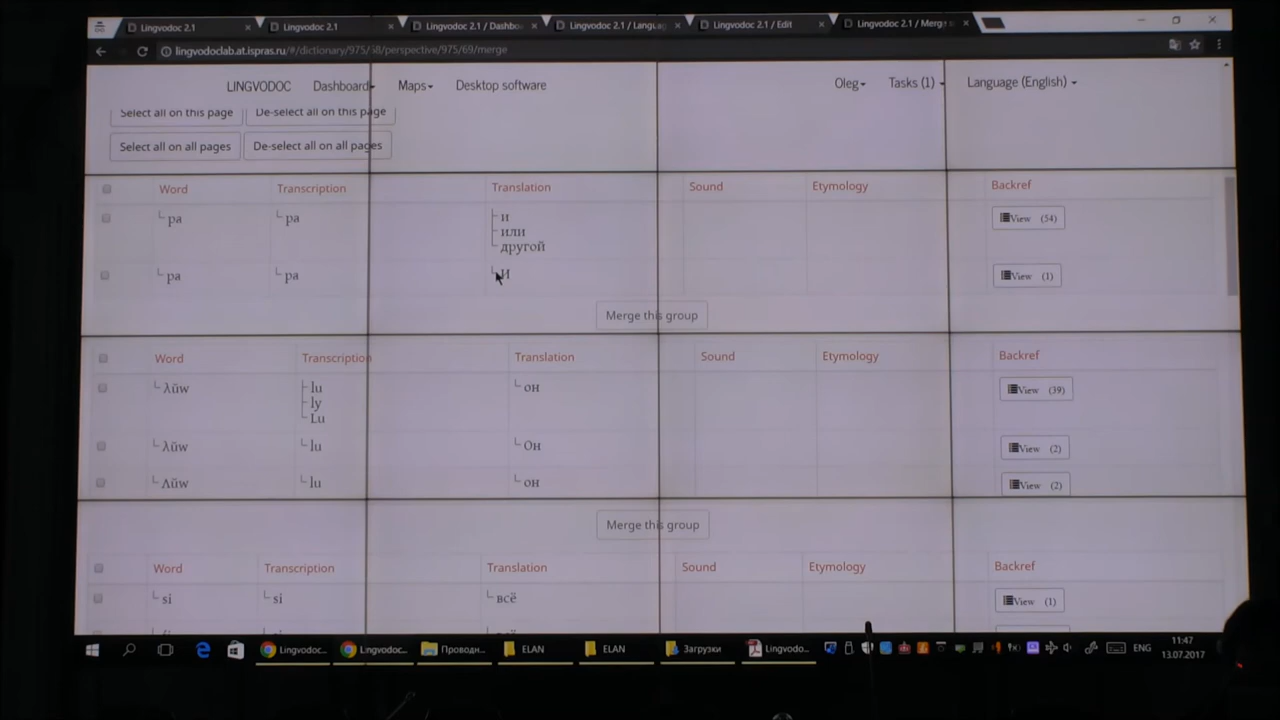 Lingvodoc 2.1
Lingvodoc 2.1
Lingvodoc 2.1 / Dashbo
Lingvodoc 2.1 / Langu
Lingvodoc 2.1 / Edit
Lingvodoc 2.1 / Merge
lingvodoclab.at.ispras.ru/#/dictionary/975/68/perspective/975/69/merge
LINGVODOC Dashboard Maps Desktop software Oleg Tasks (1) Language (English)
Select all on this page De-select all on this page
Select all on all pages De-select all on all pages
Word Transcription Translation Sound Etymology Backref
pa pa и View (54)
или
другой
pa pa И View (1)
Merge this group
Word Transcription Translation Sound Etymology Backref
λŭw lu он View (39)
ly
Lu
λŭw lu Он View (2)
Λŭw lu он View (2)
Merge this group
Word Transcription Translation Sound Etymology Backref
si si всё View (1)
Lingvodoc... Lingvodoc... Проводн... ELAN ELAN Загрузки Lingvodo... ENG 11:47
13.07.2017